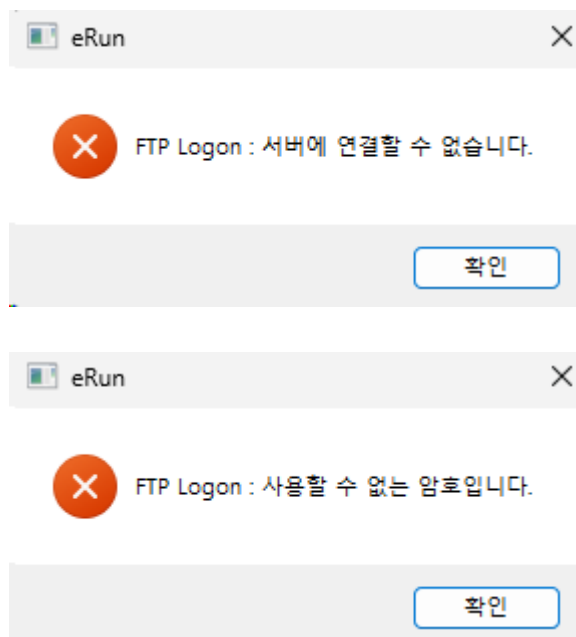 eRun
FTP Logon : 서버에 연결할 수 없습니다.
확인
eRun
FTP Logon : 사용할 수 없는 암호입니다.
확인